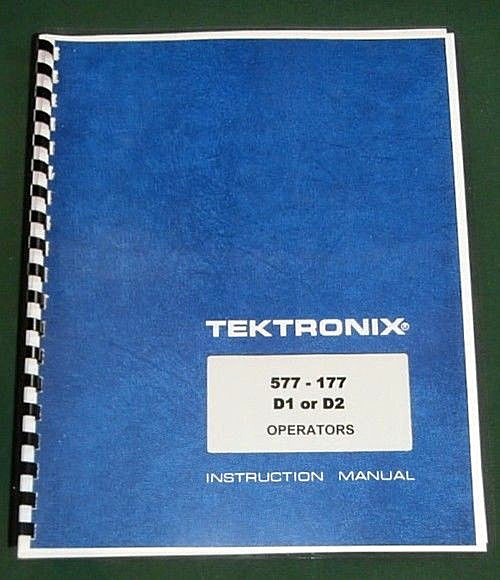 TEKTRONIX®
577 - 177
D1 or D2
OPERATORS
INSTRUCTION MANUAL